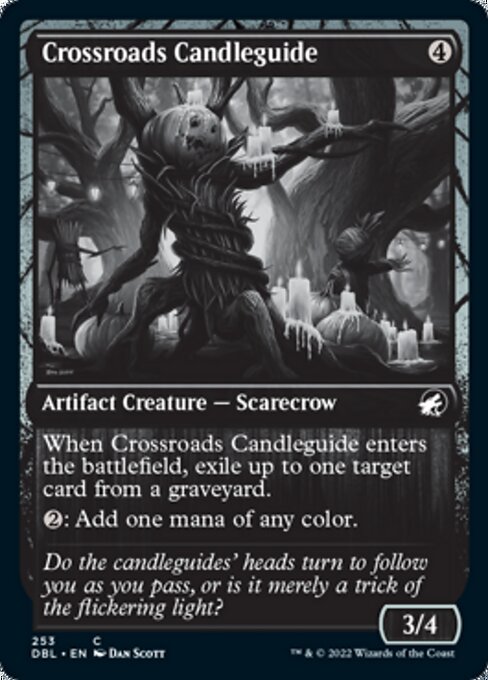 Crossroads Candleguide 4
Artifact Creature — Scarecrow
When Crossroads Candleguide enters
the battlefield, exile up to one target
card from a graveyard.
2: Add one mana of any color.
Do the candleguides' heads turn to follow
you as you pass, or is it merely a trick of
the flickering light?
3/4
253 C
DBL • EN Dan Scott
™ & © 2022 Wizards of the Coast